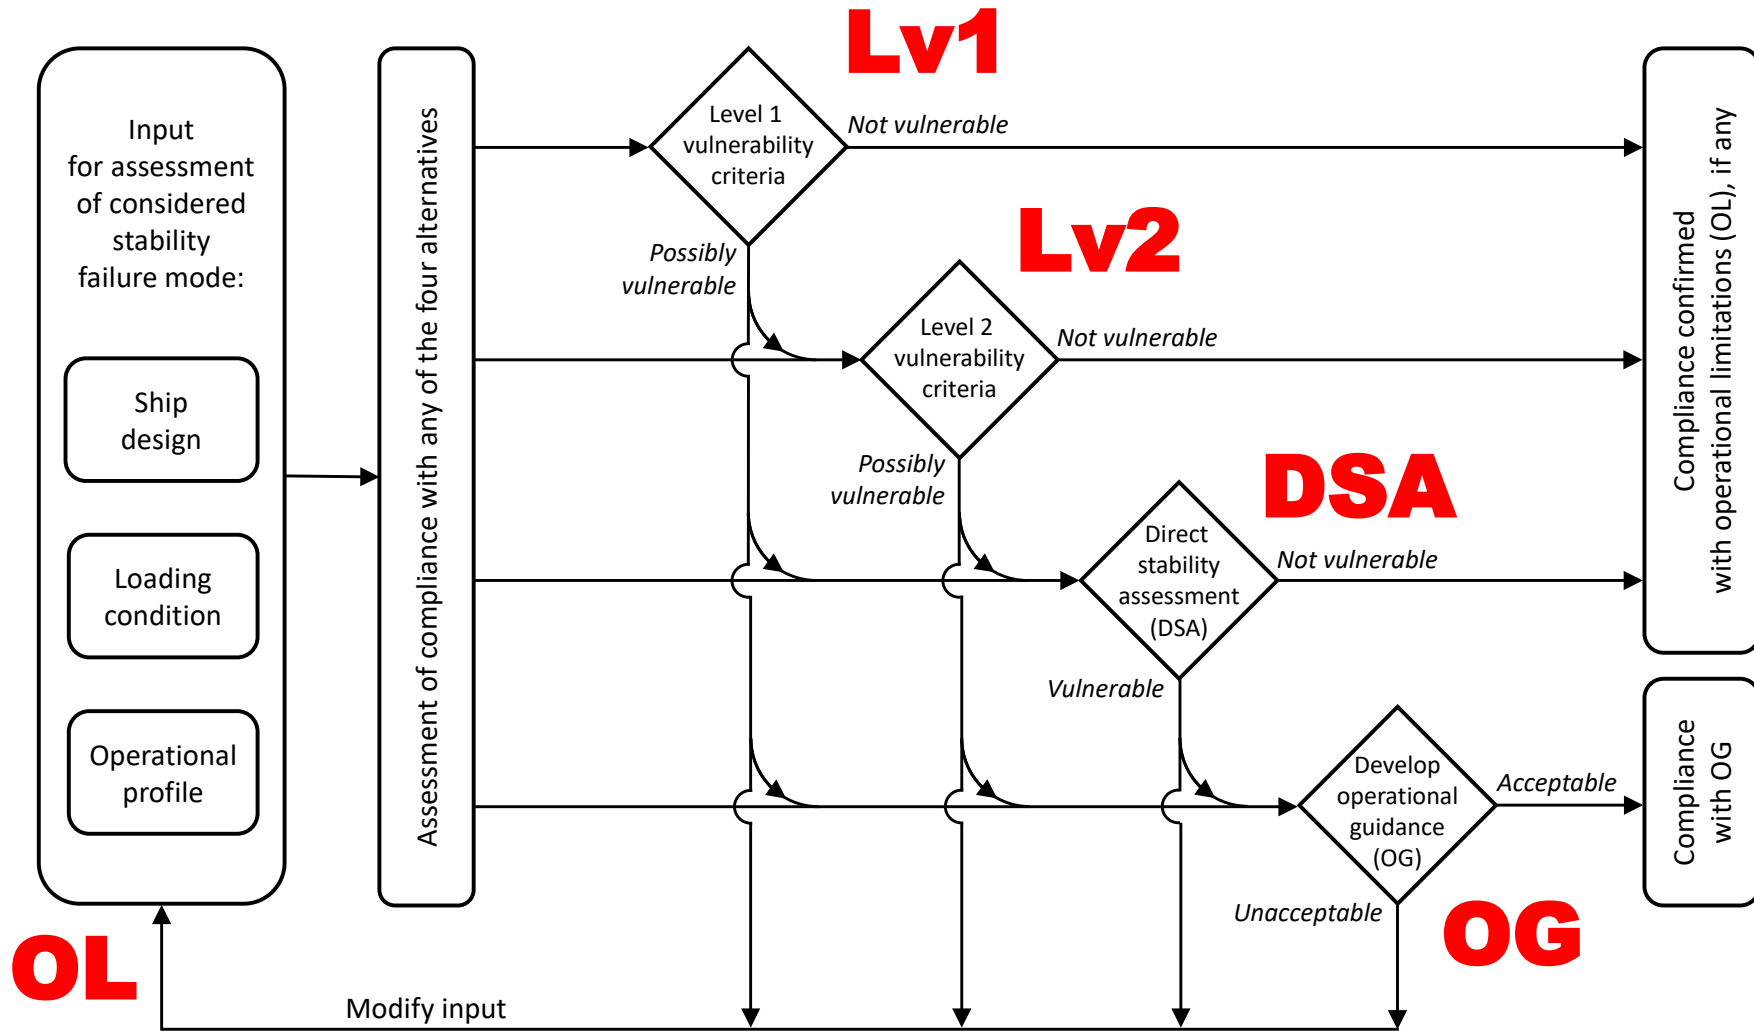 Input
for assessment
of considered
stability
failure mode:
Ship
design
Loading
condition
Operational
profile
OL
Modify input
Assessment of compliance with any of the four alternatives
Lv1
Level 1
vulnerability
criteria
Not vulnerable
Possibly
vulnerable
Lv2
Level 2
vulnerability
criteria
Not vulnerable
Possibly
vulnerable
DSA
Direct
stability
assessment
(DSA)
Not vulnerable
Vulnerable
Develop
operational
guidance
(OG)
Acceptable
Unacceptable
OG
Compliance confirmed
with operational limitations (OL), if any
Compliance
with OG